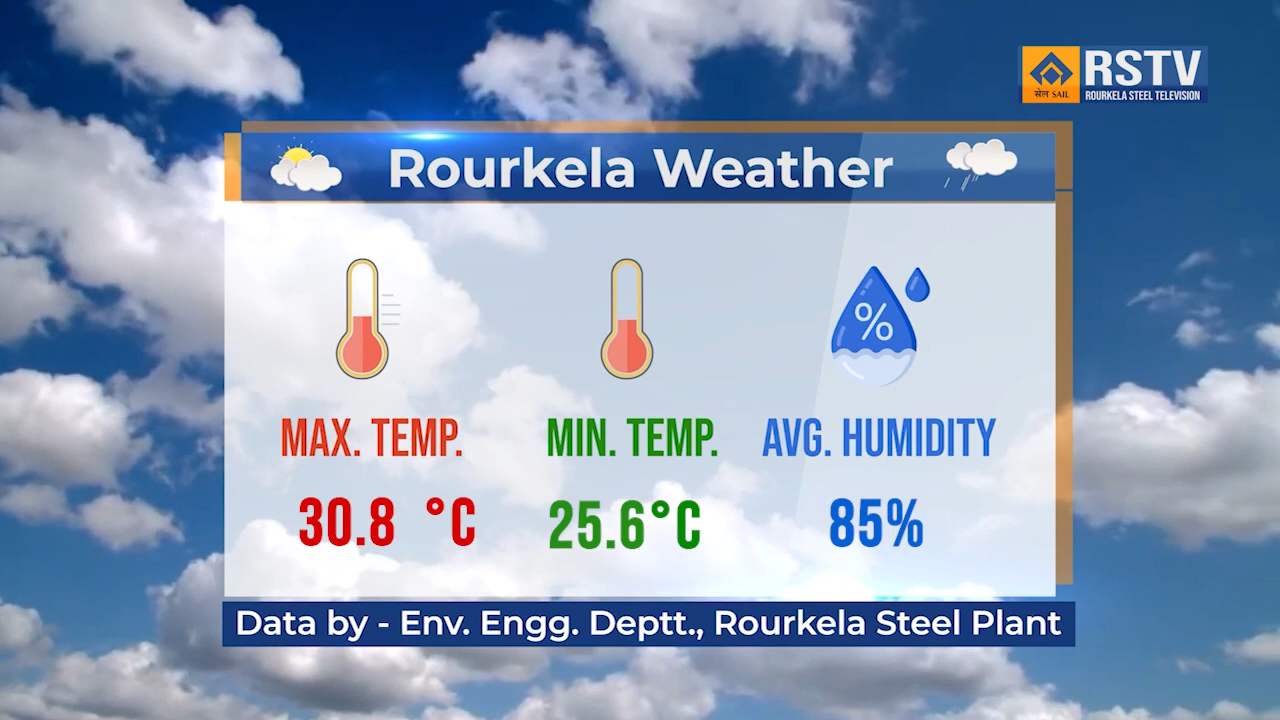 सेल SAIL
RSTV
ROURKELA STEEL TELEVISION
Rourkela Weather
%
MAX. TEMP.
MIN. TEMP.
AVG. HUMIDITY
30.8 °C
25.6°C
85%
Data by - Env. Engg. Deptt., Rourkela Steel Plant